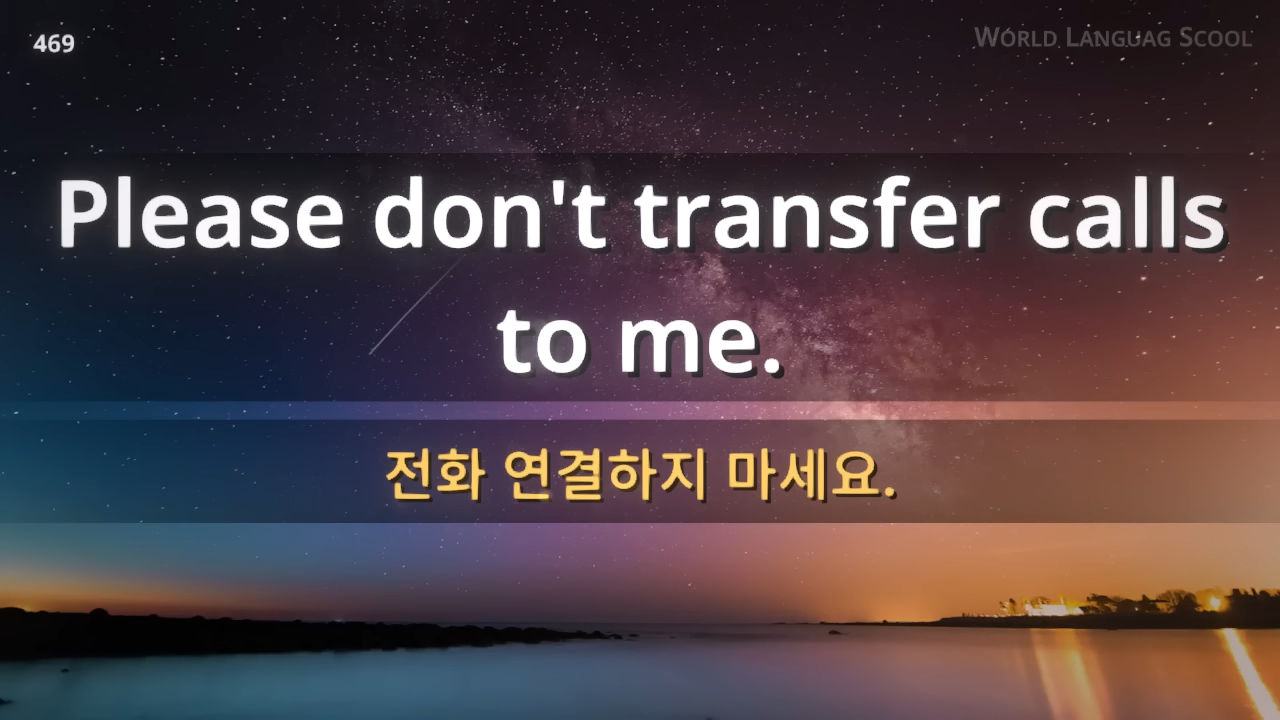 469
World Languag Scool
Please don't transfer calls
to me.
전화 연결하지 마세요.